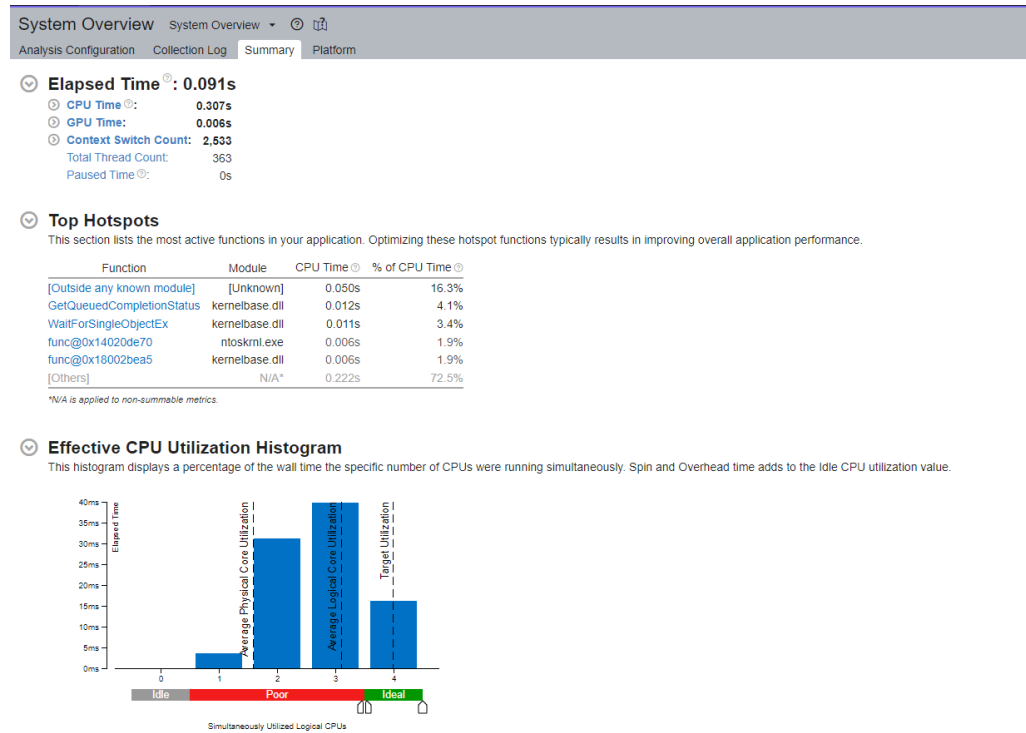 System Overview System Overview
Analysis Configuration Collection Log Summary Platform
Elapsed Time ?: 0.091s
CPU Time ?: 0.307s
GPU Time: 0.006s
Context Switch Count: 2,533
Total Thread Count: 363
Paused Time ?: 0s
Top Hotspots
This section lists the most active functions in your application. Optimizing these hotspot functions typically results in improving overall application performance.
Function Module CPU Time ? % of CPU Time ?
[Outside any known module] [Unknown] 0.050s 16.3%
GetQueuedCompletionStatus kernelbase.dll 0.012s 4.1%
WaitForSingleObjectEx kernelbase.dll 0.011s 3.4%
func@0x14020de70 ntoskrnl.exe 0.006s 1.9%
func@0x18002bea5 kernelbase.dll 0.006s 1.9%
[Others] N/A* 0.222s 72.5%
*N/A is applied to non-summable metrics.
Effective CPU Utilization Histogram
This histogram displays a percentage of the wall time the specific number of CPUs were running simultaneously. Spin and Overhead time adds to the Idle CPU utilization value.
40ms
35ms
30ms
25ms
20ms
15ms
10ms
5ms
0ms
Elapsed Time
Average Physical Core Utilization
Average Logical Core Utilization
Target Utilization
0 1 2 3 4
Idle Poor Ideal
Simultaneously Utilized Logical CPUs